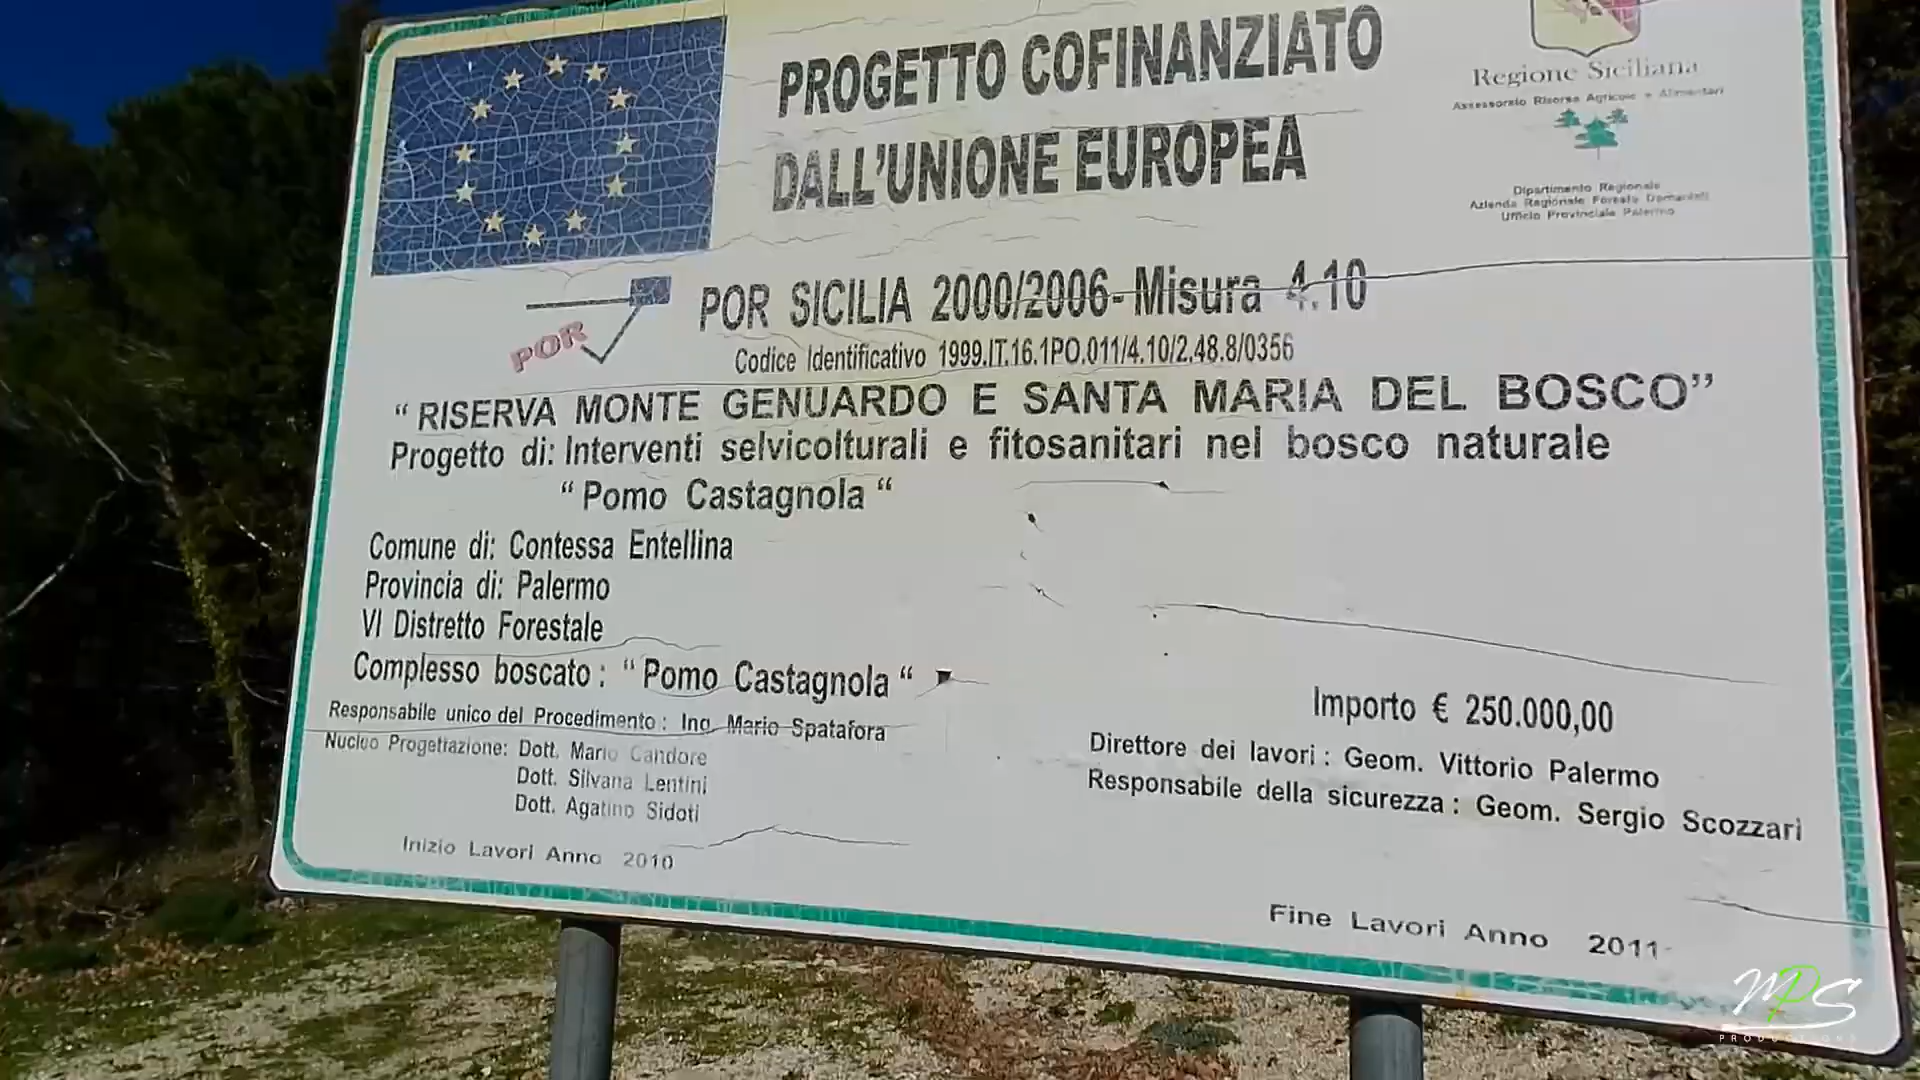 PROGETTO COFINANZIATO
DALL'UNIONE EUROPEA
Regione Siciliana
Assessorato Risorse Agricole e Alimentari
Dipartimento Regionale
Azienda Regionale Foreste Demaniali
Ufficio Provinciale Palermo
POR
POR SICILIA 2000/2006- Misura 4.10
Codice Identificativo 1999.IT.16.1PO.011/4.10/2.48.8/0356
“ RISERVA MONTE GENUARDO E SANTA MARIA DEL BOSCO”
Progetto di: Interventi selvicolturali e fitosanitari nel bosco naturale
“ Pomo Castagnola “
Comune di: Contessa Entellina
Provincia di: Palermo
VI Distretto Forestale
Complesso boscato : “ Pomo Castagnola “
Importo € 250.000,00
Responsabile unico del Procedimento : Ing. Mario Spatafora
Nucleo Progettazione: Dott. Mario Candore
Dott. Silvana Lentini
Dott. Agatino Sidoti
Direttore dei lavori : Geom. Vittorio Palermo
Responsabile della sicurezza : Geom. Sergio Scozzari
Inizio Lavori Anno 2010
Fine Lavori Anno 2011
MPS
PRODUCTIONS